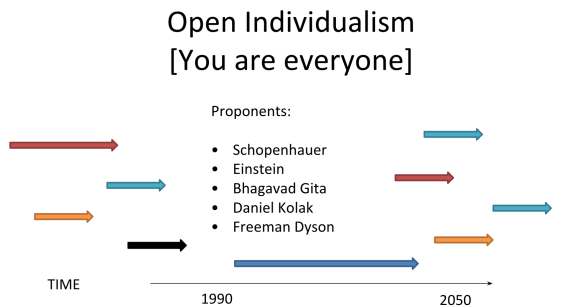 Open Individualism
[You are everyone]
Proponents:
• Schopenhauer
• Einstein
• Bhagavad Gita
• Daniel Kolak
• Freeman Dyson
TIME
1990
2050